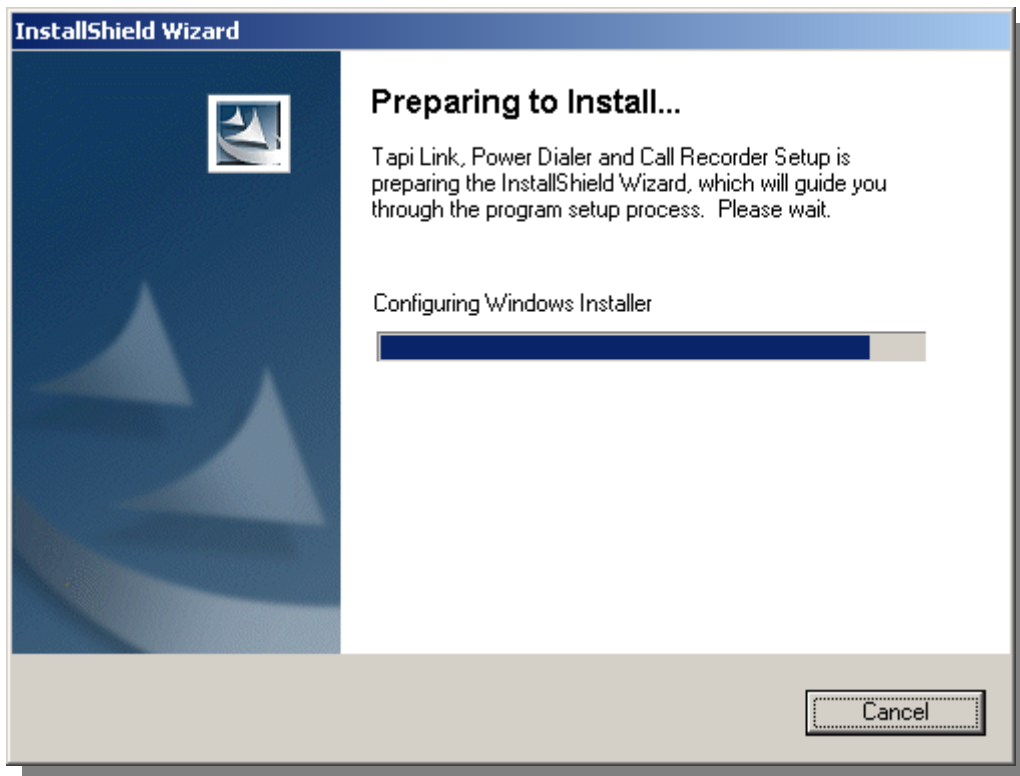 InstallShield Wizard
Preparing to Install...
Tapi Link, Power Dialer and Call Recorder Setup is
preparing the InstallShield Wizard, which will guide you
through the program setup process.  Please wait.
Configuring Windows Installer
Cancel